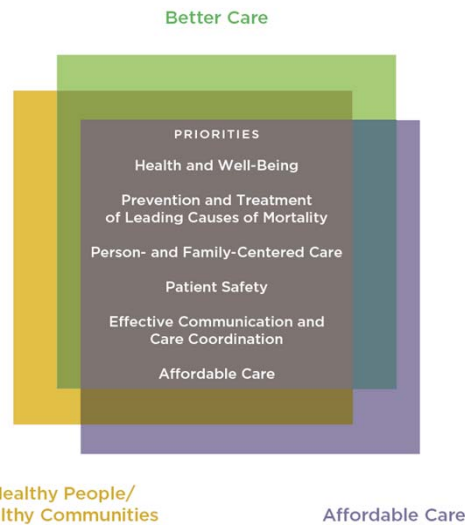 Better Care
PRIORITIES
Health and Well-Being
Prevention and Treatment
of Leading Causes of Mortality
Person- and Family-Centered Care
Patient Safety
Effective Communication and
Care Coordination
Affordable Care
Healthy People/
lthy Communities
Affordable Care